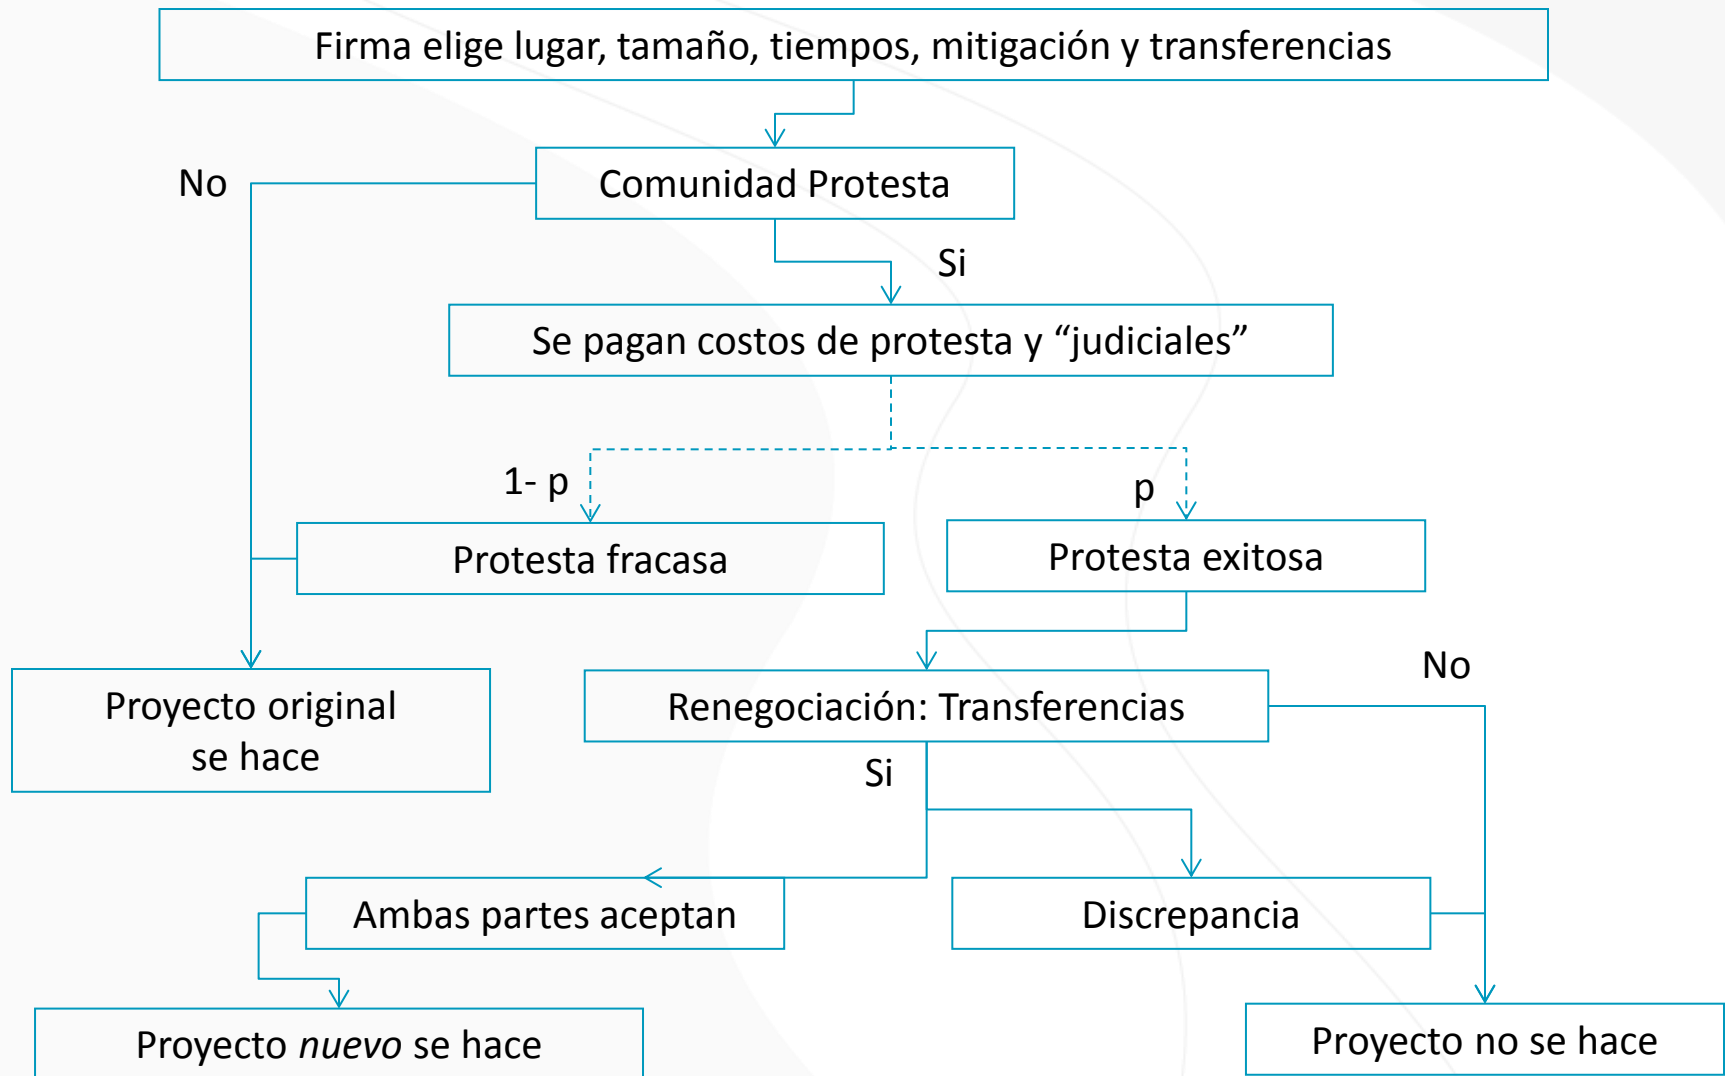 Firma elige lugar, tamaño, tiempos, mitigación y transferencias
No
Comunidad Protesta
Si
Se pagan costos de protesta y “judiciales”
1- p
p
Protesta fracasa
Protesta exitosa
No
Proyecto original
se hace
Renegociación: Transferencias
Si
Ambas partes aceptan
Discrepancia
Proyecto nuevo se hace
Proyecto no se hace